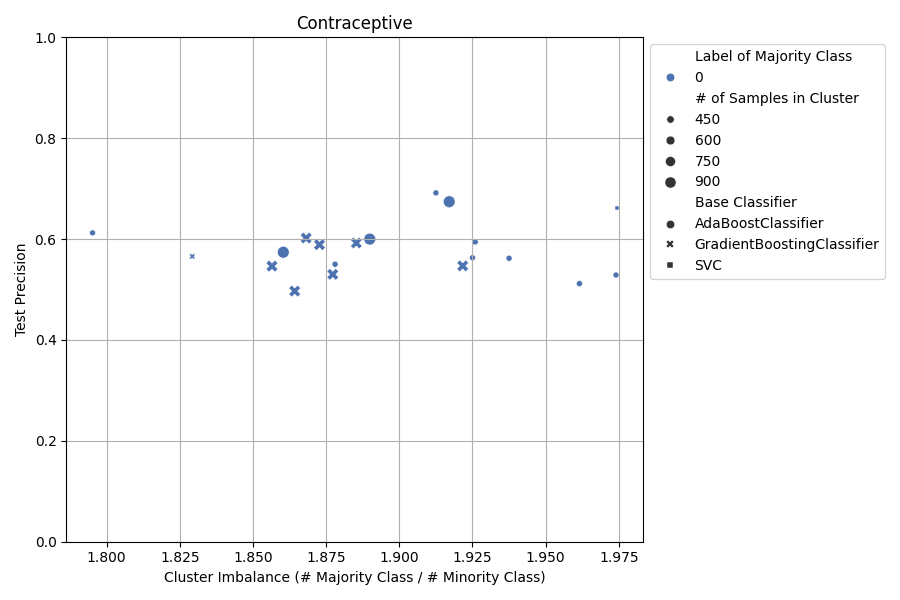 Contraceptive
1.0
0.8
0.6
0.4
0.2
0.0
Test Precision
1.800
1.825
1.850
1.875
1.900
1.925
1.950
1.975
Cluster Imbalance (# Majority Class / # Minority Class)
Label of Majority Class
0
# of Samples in Cluster
450
600
750
900
Base Classifier
AdaBoostClassifier
GradientBoostingClassifier
SVC